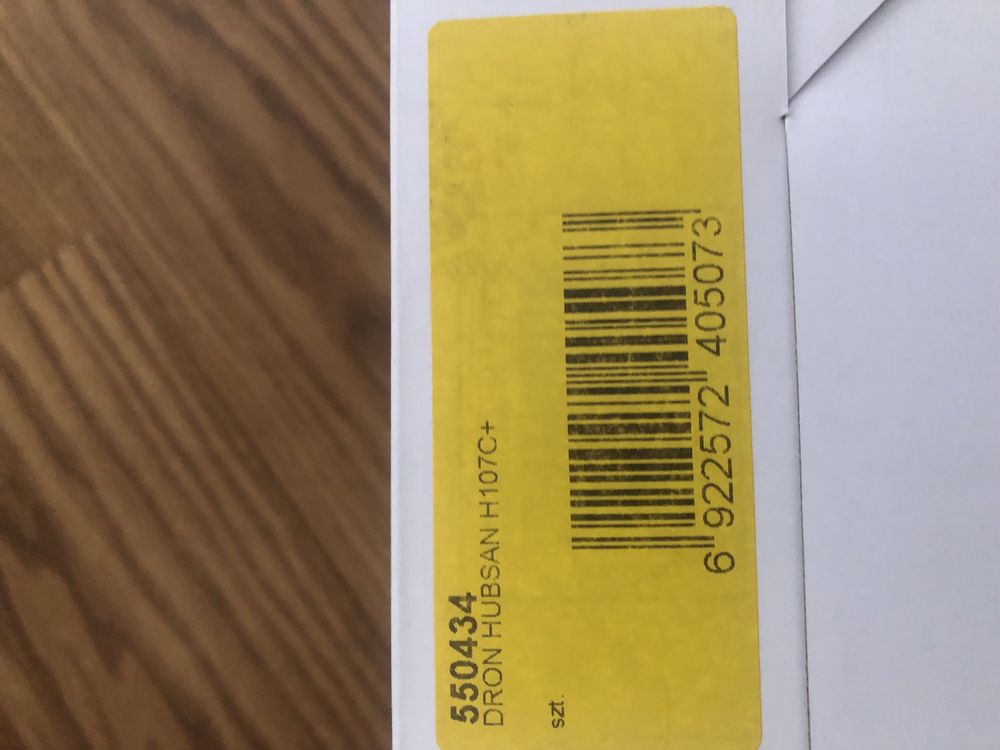 550434
DRON HUBSAN H107C+
szt.
6 922572 405073